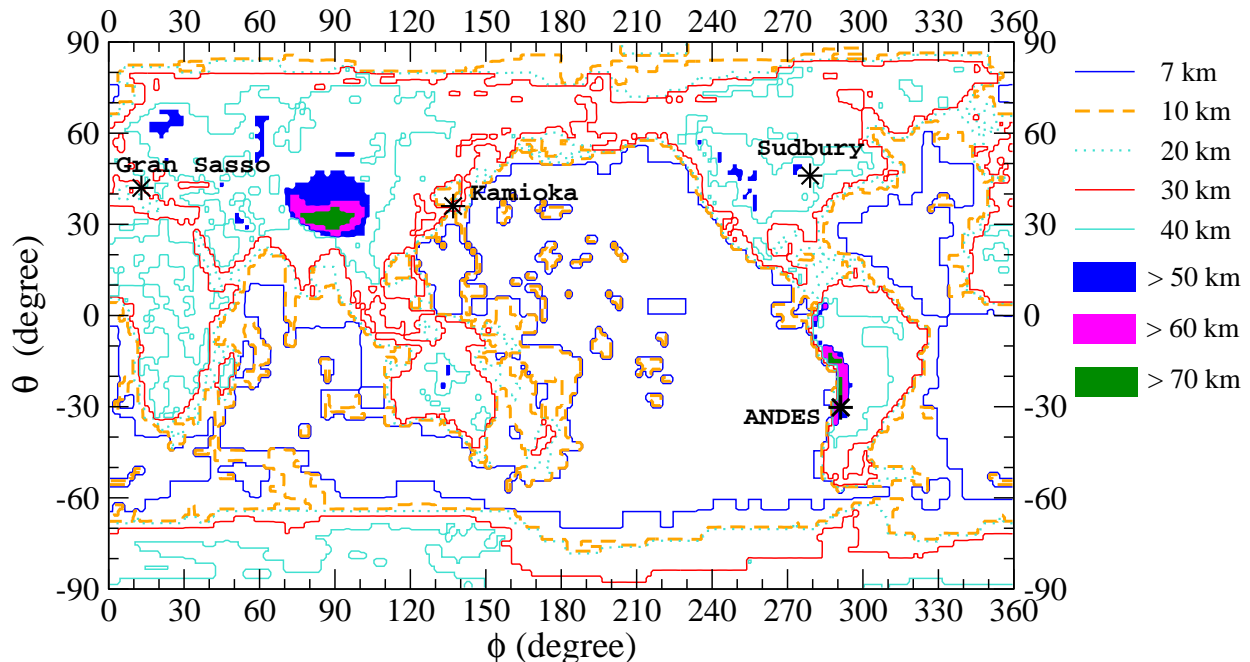 0 30 60 90 120 150 180 210 240 270 300 330 360
90 90
60 60
30 30
0 0
-30 -30
-60 -60
-90 -90
0 30 60 90 120 150 180 210 240 270 300 330 360
θ (degree)
ϕ (degree)
Gran Sasso
Kamioka
Sudbury
ANDES
7 km
10 km
20 km
30 km
40 km
> 50 km
> 60 km
> 70 km